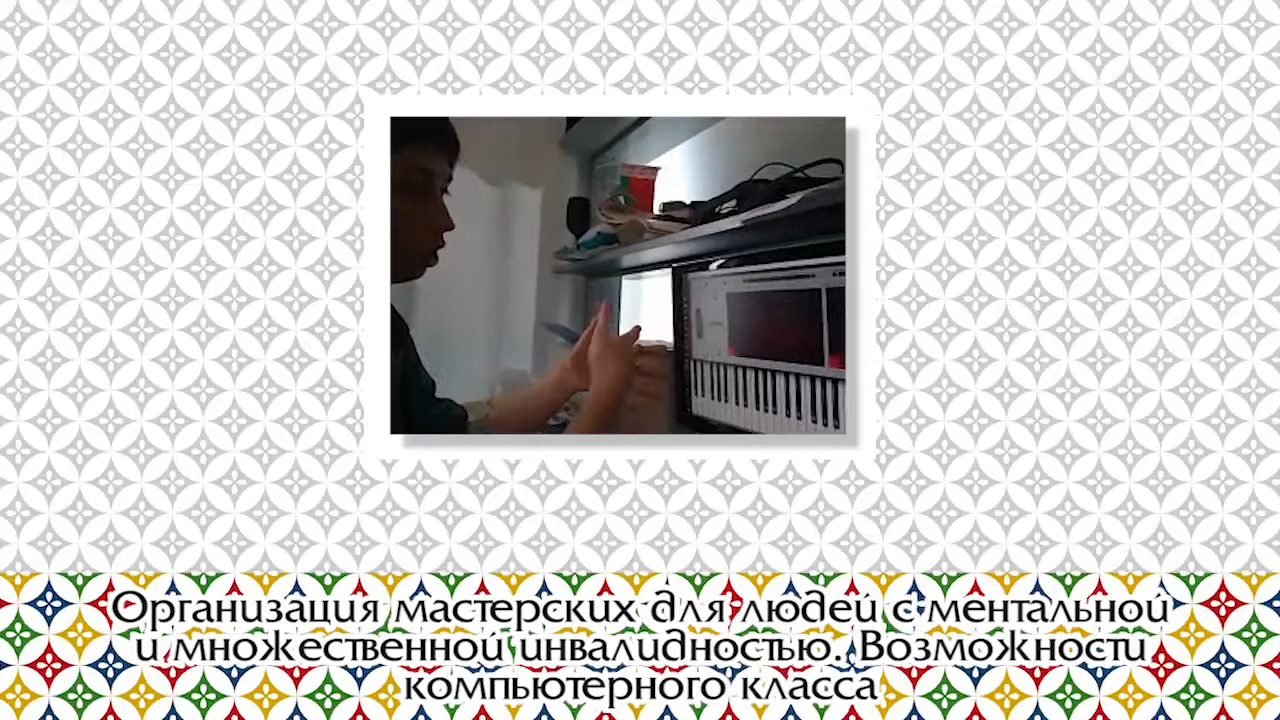 Организация мастерских для людей с ментальной
и множественной инвалидностью. Возможности
компьютерного класса